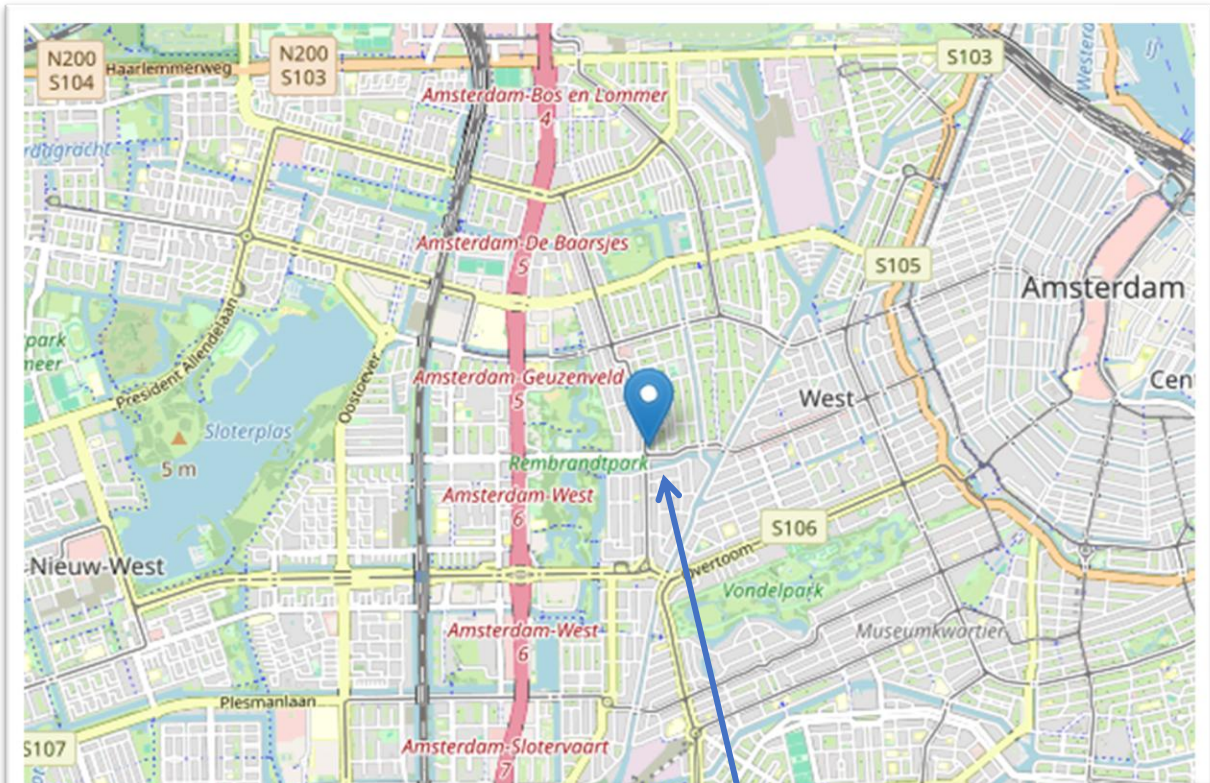 N200
S104
Haarlemmerweg
N200
S103
S103
IJ
Amsterdam-Bos en Lommer
4
Amsterdam-De Baarsjes
5
S105
Amsterdam
President Allendelaan
Oostoever
park
meer
Amsterdam-Geuzenveld
5
West
Cen
Sloterplas
5 m
Rembrandtpark
Amsterdam-West
6
S106
Overtoom
Nieuw-West
Vondelpark
Amsterdam-West
6
Museumkwartier
Plesmanlaan
S107
Amsterdam-Slotervaart
7